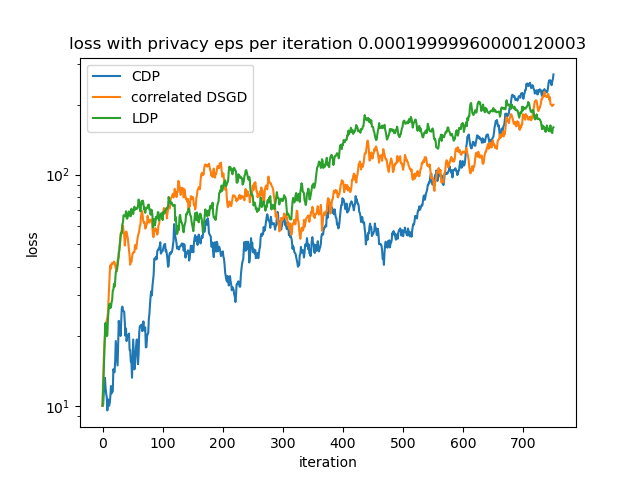 loss with privacy eps per iteration 0.00019999960000120003
CDP
correlated DSGD
LDP
10²
10¹
loss
0 100 200 300 400 500 600 700
iteration